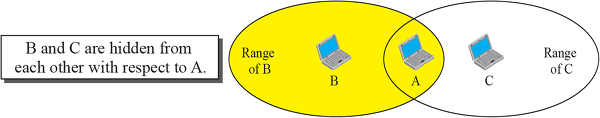 B and C are hidden from
each other with respect to A.
Range
of B
B
A
C
Range
of C